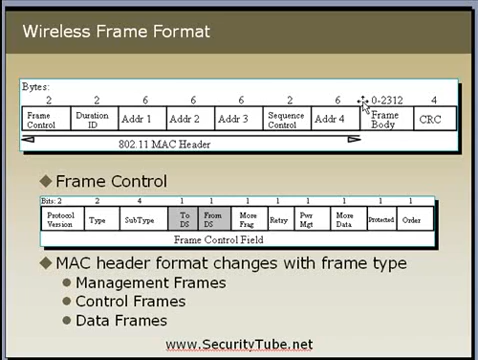 Wireless Frame Format
Bytes:
2 2 6 6 6 2 6 0-2312 4
Frame Control Duration ID Addr 1 Addr 2 Addr 3 Sequence Control Addr 4 Frame Body CRC
802.11 MAC Header
Frame Control
Bits: 2 2 4 1 1 1 1 1 1 1 1
Protocol Version Type SubType To DS From DS More Frag Retry Pwr Mgt More Data Protected Order
Frame Control Field
MAC header format changes with frame type
Management Frames
Control Frames
Data Frames
www.SecurityTube.net